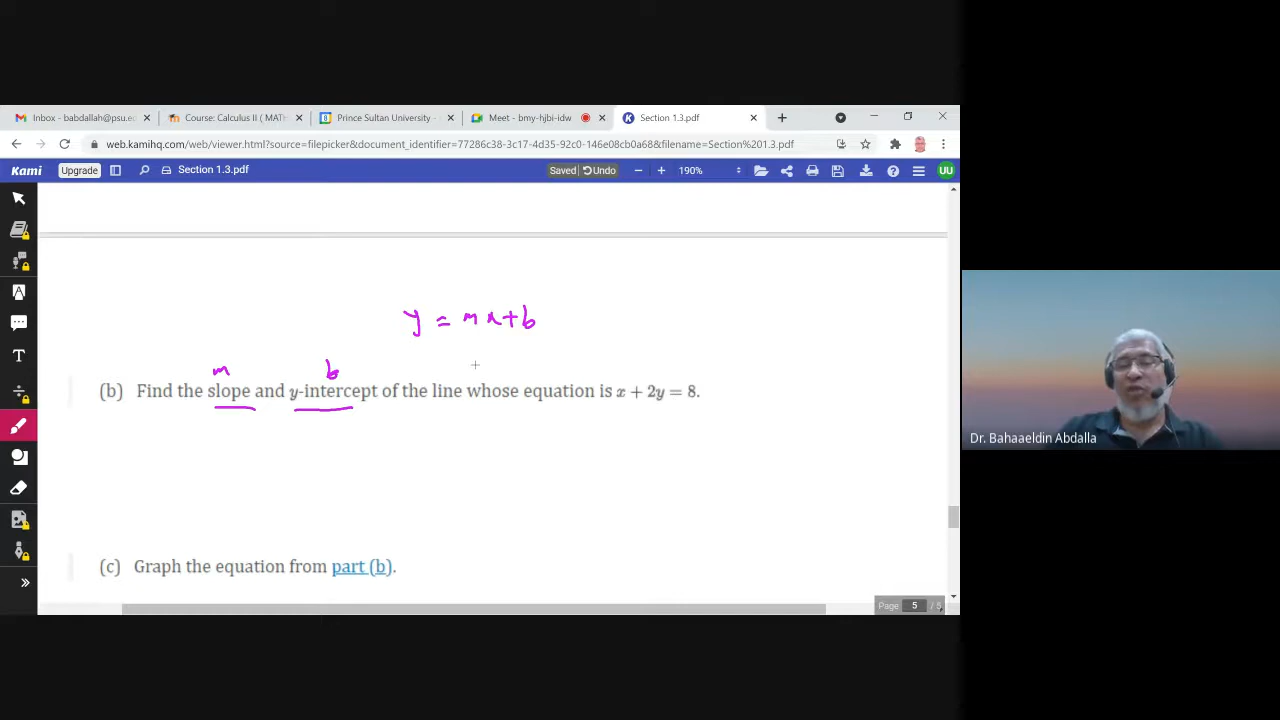 Inbox - babdallah@psu.e
Course: Calculus II ( MATH
Prince Sultan University -
Meet - bmy-hjbi-idw
Section 1.3.pdf
web.kamihq.com/web/viewer.html?source=filepicker&document_identifier=77286c38-3c17-4d35-92c0-146e08cb0a68&filename=Section%201.3.pdf
Kami Upgrade Section 1.3.pdf Saved Undo 190% UU
y = mx+b
m b
(b) Find the slope and y-intercept of the line whose equation is x + 2y = 8.
(c) Graph the equation from part (b).
Page 5 / 5
Dr. Bahaaeldin Abdalla